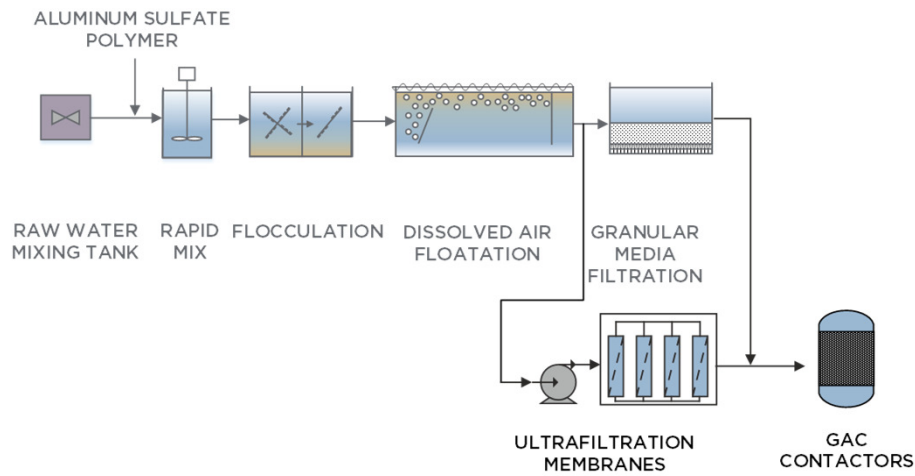 ALUMINUM SULFATE
POLYMER
RAW WATER
MIXING TANK
RAPID
MIX
FLOCCULATION
DISSOLVED AIR
FLOATATION
GRANULAR
MEDIA
FILTRATION
ULTRAFILTRATION
MEMBRANES
GAC
CONTACTORS